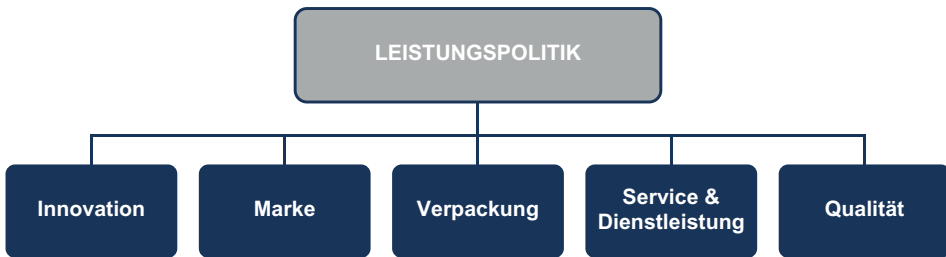 LEISTUNGSPOLITIK
Innovation
Marke
Verpackung
Service &
Dienstleistung
Qualität